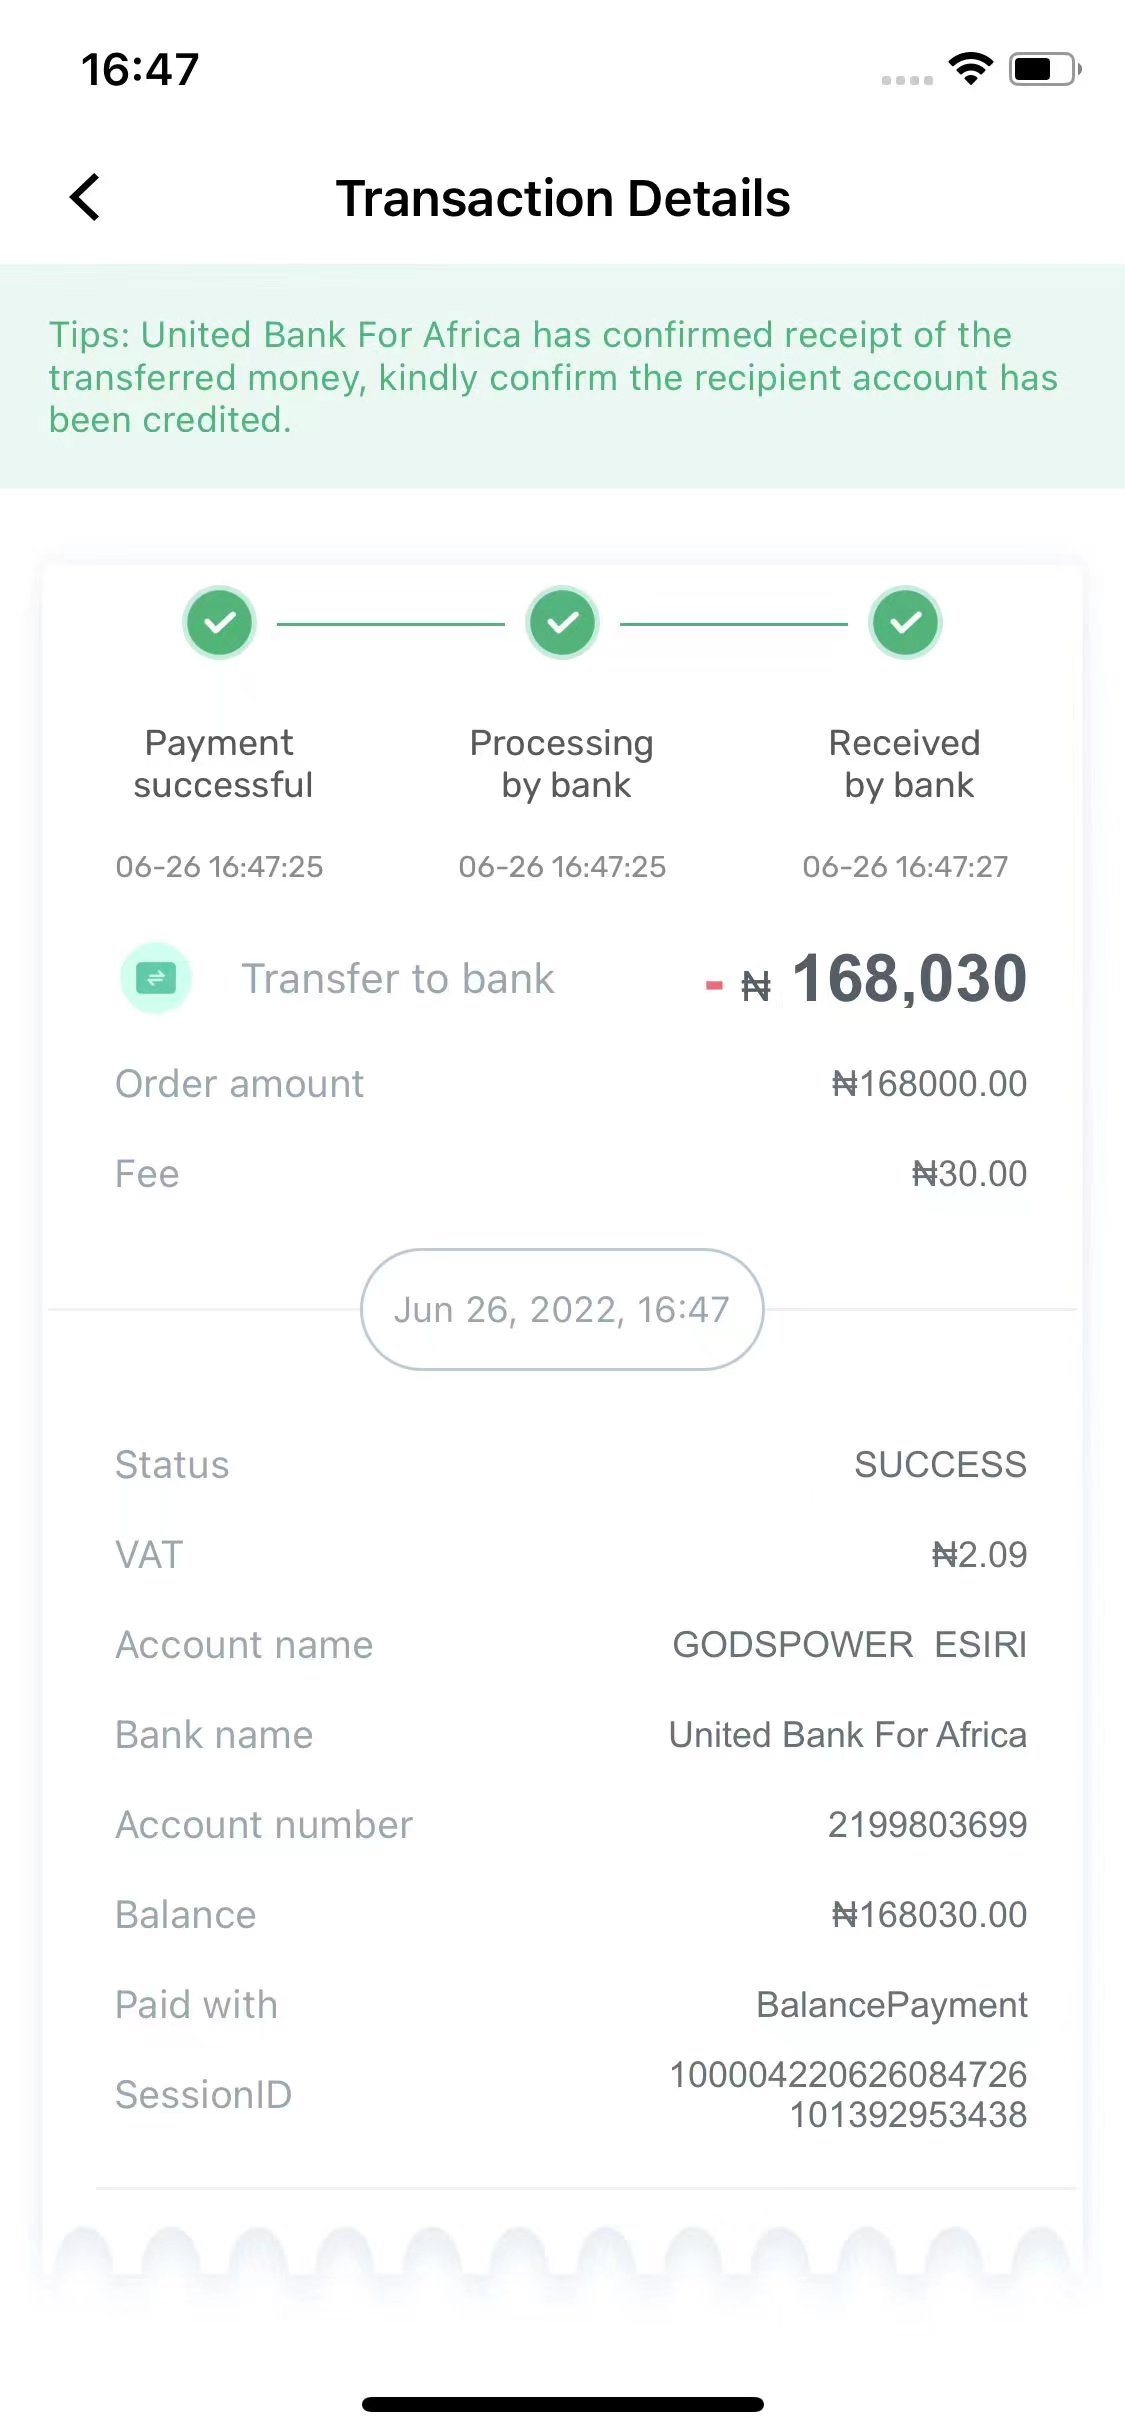 16:47
Transaction Details
Tips: United Bank For Africa has confirmed receipt of the
transferred money, kindly confirm the recipient account has
been credited.
Payment successful
Processing by bank
Received by bank
06-26 16:47:25
06-26 16:47:25
06-26 16:47:27
Transfer to bank - ₦ 168,030
Order amount ₦168000.00
Fee ₦30.00
Jun 26, 2022, 16:47
Status SUCCESS
VAT ₦2.09
Account name GODSPOWER ESIRI
Bank name United Bank For Africa
Account number 2199803699
Balance ₦168030.00
Paid with BalancePayment
SessionID 100004220626084726
101392953438